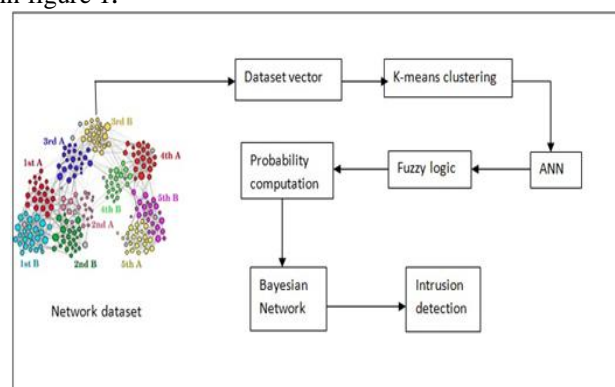 in figure 1.
Dataset vector
K-means clustering
3rd B
3rd A
4th A
1st A
4th B
5th B
2nd A
1st B
2nd B
5th A
Probability
computation
Fuzzy logic
ANN
Bayesian
Network
Intrusion
detection
Network dataset